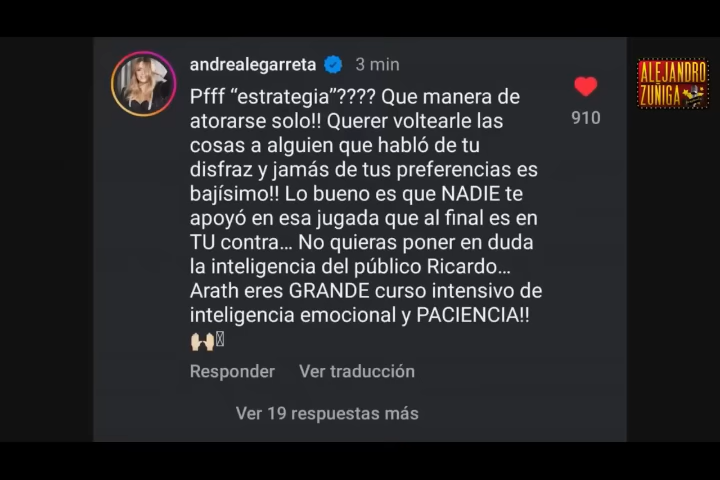 andrealegarreta 3 min
Pfff “estrategia”???? Que manera de
atorarse solo!! Querer voltearle las
cosas a alguien que habló de tu
disfraz y jamás de tus preferencias es
bajísimo!! Lo bueno es que NADIE te
apoyó en esa jugada que al final es en
TU contra... No quieras poner en duda
la inteligencia del público Ricardo...
Arath eres GRANDE curso intensivo de
inteligencia emocional y PACIENCIA!!
910
Responder Ver traducción
Ver 19 respuestas más
ALEJANDRO
ZUÑIGA